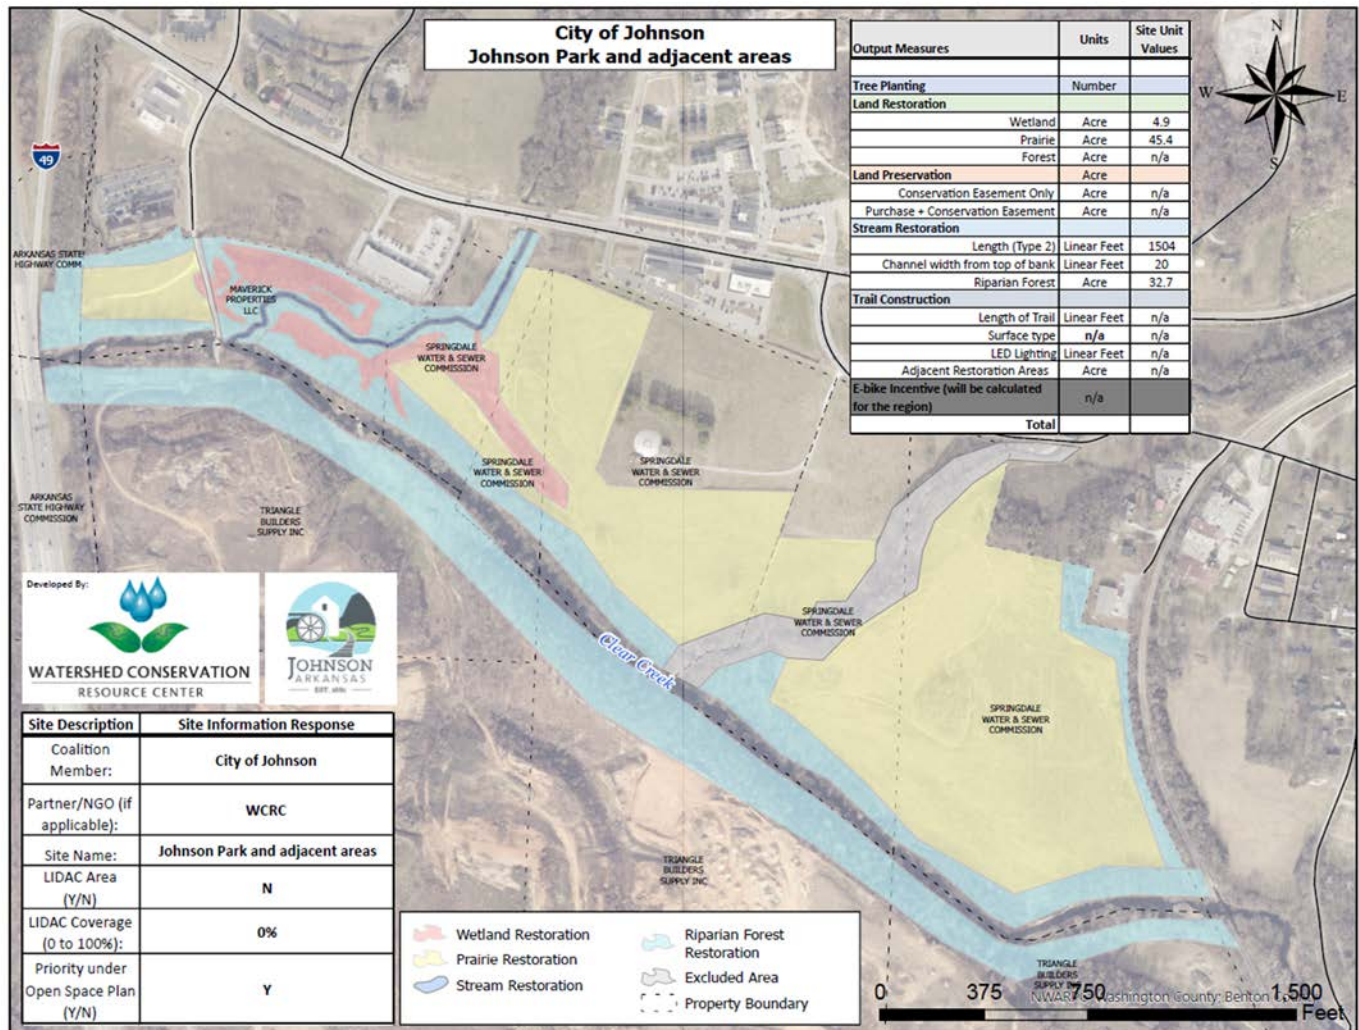 City of Johnson
Johnson Park and adjacent areas
Output Measures Units Site Unit Values
Tree Planting Number
Land Restoration
Wetland Acre 4.9
Prairie Acre 45.4
Forest Acre n/a
Land Preservation Acre
Conservation Easement Only Acre n/a
Purchase + Conservation Easement Acre n/a
Stream Restoration
Length (Type 2) Linear Feet 1504
Channel width from top of bank Linear Feet 20
Riparian Forest Acre 32.7
Trail Construction
Length of Trail Linear Feet n/a
Surface type n/a n/a
LED Lighting Linear Feet n/a
Adjacent Restoration Areas Acre n/a
E-bike Incentive (will be calculated
for the region) n/a
Total
N
W E
S
49
ARKANSAS STATE
HIGHWAY COMM
MAVERICK
PROPERTIES
LLC
SPRINGDALE
WATER & SEWER
COMMISSION
SPRINGDALE
WATER & SEWER
COMMISSION
SPRINGDALE
WATER & SEWER
COMMISSION
ARKANSAS
STATE HIGHWAY
COMMISSION
TRIANGLE
BUILDERS
SUPPLY INC
SPRINGDALE
WATER & SEWER
COMMISSION
Clear Creek
SPRINGDALE
WATER & SEWER
COMMISSION
TRIANGLE
BUILDERS
SUPPLY INC
TRIANGLE
BUILDERS
SUPPLY INC
Developed By:
WATERSHED CONSERVATION
RESOURCE CENTER
JOHNSON
ARKANSAS
Site Description Site Information Response
Coalition
Member: City of Johnson
Partner/NGO (if
applicable): WCRC
Site Name: Johnson Park and adjacent areas
LIDAC Area
(Y/N) N
LIDAC Coverage
(0 to 100%): 0%
Priority under
Open Space Plan
(Y/N) Y
Wetland Restoration
Prairie Restoration
Stream Restoration
Riparian Forest
Restoration
Excluded Area
Property Boundary
0 375 750 1,500
Feet
Washington County, Benton